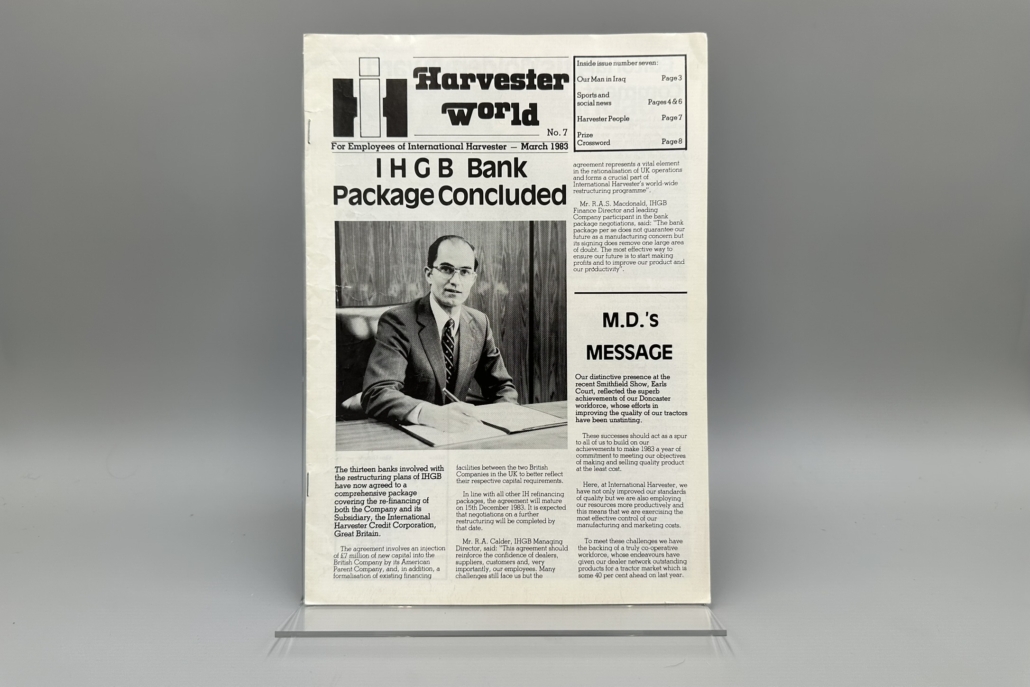 Harvester
World
No. 7
For Employees of International Harvester — March 1983
Inside issue number seven:
Our Man in Iraq Page 3
Sports and
social news Pages 4 & 6
Harvester People Page 7
Prize
Crossword Page 8
IHGB Bank
Package Concluded
The thirteen banks involved with
the restructuring plans of IHGB
have now agreed to a
comprehensive package
covering the re-financing of
both the Company and its
Subsidiary, the International
Harvester Credit Corporation,
Great Britain.
The agreement involves an injection
of £7 million of new capital into the
British Company by its American
Parent Company, and, in addition, a
formalisation of existing financing
facilities between the two British
Companies in the UK to better reflect
their respective capital requirements.
In line with all other IH refinancing
packages, the agreement will mature
on 15th December 1983. It is expected
that negotiations on a further
restructuring will be completed by
that date.
Mr. R.A. Calder, IHGB Managing
Director, said: "This agreement should
reinforce the confidence of dealers,
suppliers, customers and, very
importantly, our employees. Many
challenges still face us but the
agreement represents a vital element
in the rationalisation of UK operations
and forms a crucial part of
International Harvester's world-wide
restructuring programme".
Mr. R.A.S. Macdonald, IHGB
Finance Director and leading
Company participant in the bank
package negotiations, said: "The bank
package per se does not guarantee our
future as a manufacturing concern but
its signing does remove one large area
of doubt. The most effective way to
ensure our future is to start making
profits and to improve our product and
our productivity".
M.D.'s
MESSAGE
Our distinctive presence at the
recent Smithfield Show, Earls
Court, reflected the superb
achievements of our Doncaster
workforce, whose efforts in
improving the quality of our tractors
have been unstinting.
These successes should act as a spur
to all of us to build on our
achievements to make 1983 a year of
commitment to meeting our objectives
of making and selling quality product
at the least cost.
Here, at International Harvester, we
have not only improved our standards
of quality but we are also employing
our resources more productively and
this means that we are exercising the
most effective control of our
manufacturing and marketing costs.
To meet these challenges we have
the backing of a truly co-operative
workforce, whose endeavours have
given our dealer network outstanding
products for a tractor market which is
some 40 per cent ahead on last year.